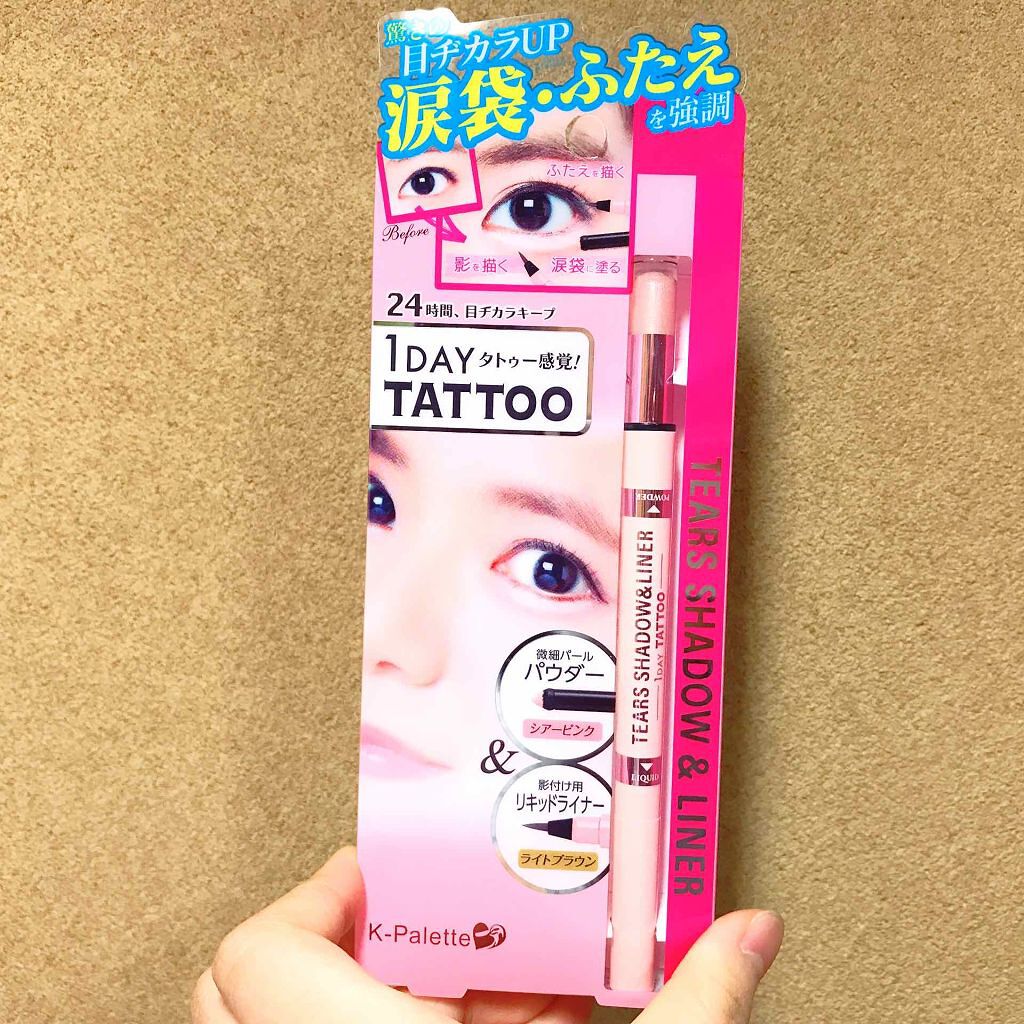 驚きの
目ヂカラUP
涙袋・ふたえ
を強調
ふたえを描く
Before
影を描く
涙袋に塗る
24時間、目ヂカラキープ
1DAY タトゥー感覚!
TATTOO
微細パール
パウダー
シアーピンク
&
影付け用
リキッドライナー
ライトブラウン
K-Palette
POWDER
TEARS SHADOW&LINER
1DAY TATTOO
LIQUID
TEARS SHADOW & LINER